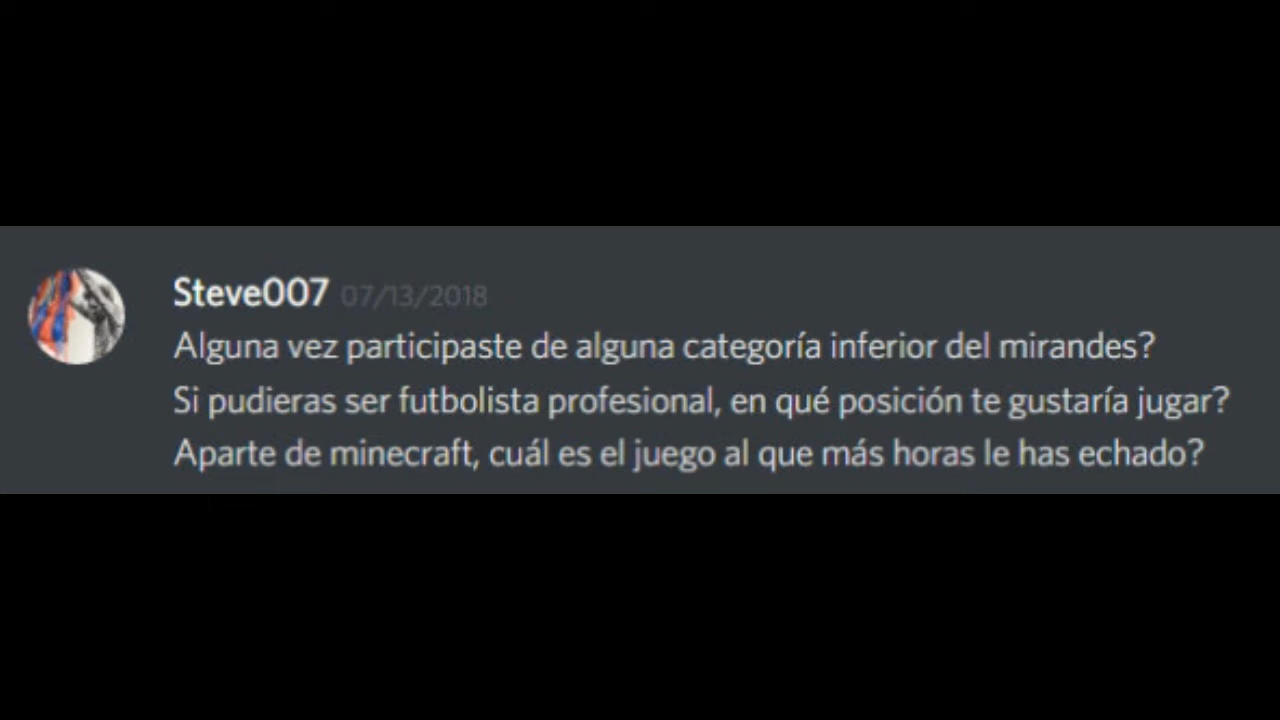 Steve007 07/13/2018
Alguna vez participaste de alguna categoría inferior del mirandes?
Si pudieras ser futbolista profesional, en qué posición te gustaría jugar?
Aparte de minecraft, cuál es el juego al que más horas le has echado?